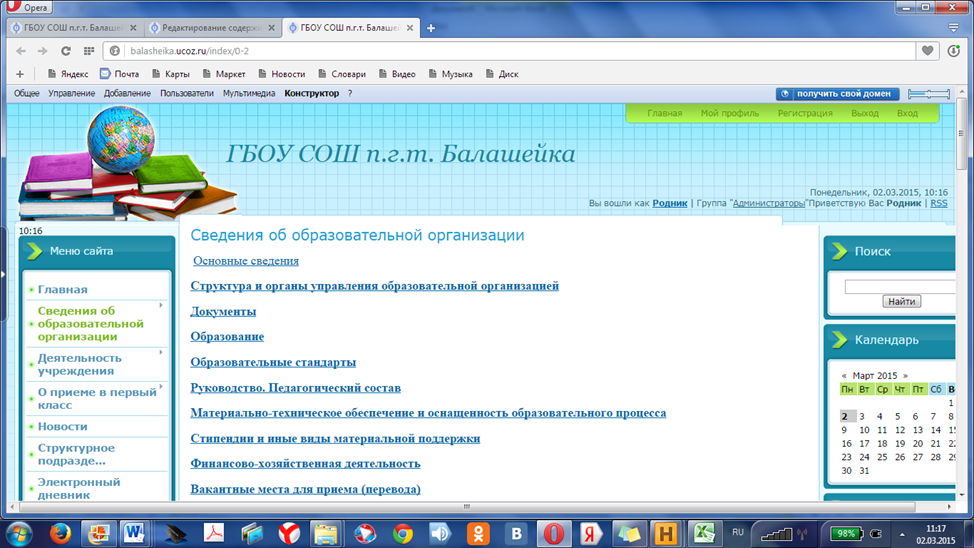 Opera
ГБОУ СОШ п.г.т. Балашей
Редактирование содерж
ГБОУ СОШ п.г.т. Балашей
balasheika.ucoz.ru/index/0-2
Яндекс Почта Карты Маркет Новости Словари Видео Музыка Диск
Общее Управление Добавление Пользователи Мультимедиа Конструктор ?
получить свой домен
Главная Мой профиль Регистрация Выход Вход
ГБОУ СОШ п.г.т. Балашейка
Понедельник, 02.03.2015, 10:16
Вы вошли как Родник | Группа "Администраторы"Приветствую Вас Родник | RSS
10:16
Меню сайта
Главная
Сведения об
образовательной
организации
Деятельность
учреждения
О приеме в первый
класс
Новости
Структурное
подразде...
Электронный
дневник
Сведения об образовательной организации
Основные сведения
Структура и органы управления образовательной организацией
Документы
Образование
Образовательные стандарты
Руководство. Педагогический состав
Материально-техническое обеспечение и оснащенность образовательного процесса
Стипендии и иные виды материальной поддержки
Финансово-хозяйственная деятельность
Вакантные места для приема (перевода)
Поиск
Найти
Календарь
« Март 2015 »
Пн Вт Ср Чт Пт Сб В
1
2 3 4 5 6 7 8
9 10 11 12 13 14 15
16 17 18 19 20 21 22
23 24 25 26 27 28 29
30 31
RU
98%
11:17
02.03.2015